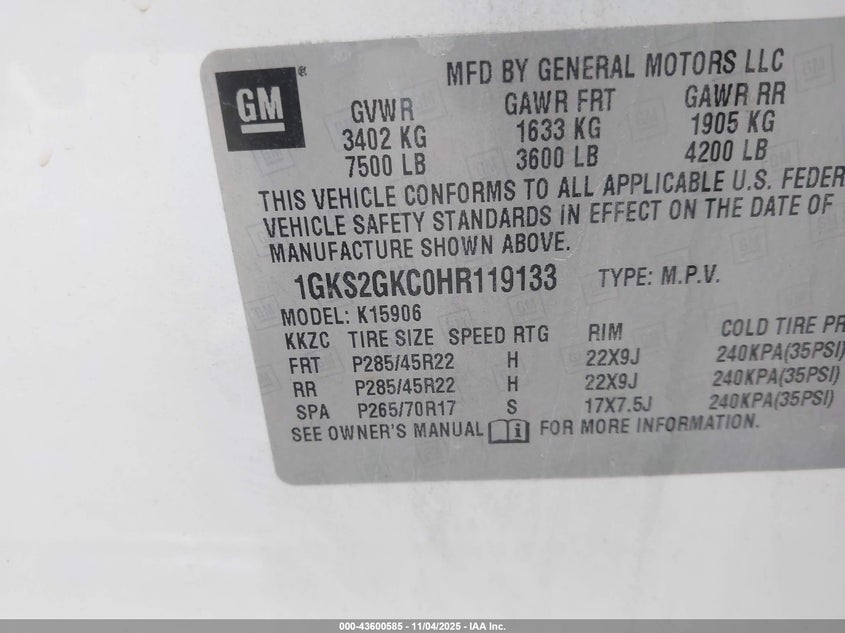 MFD BY GENERAL MOTORS LLC
GM
®
GVWR GAWR FRT GAWR RR
3402 KG 1633 KG 1905 KG
7500 LB 3600 LB 4200 LB
THIS VEHICLE CONFORMS TO ALL APPLICABLE U.S. FEDER
VEHICLE SAFETY STANDARDS IN EFFECT ON THE DATE OF
MANUFACTURE SHOWN ABOVE.
1GKS2GKC0HR119133 TYPE: M.P.V.
MODEL: K15906
KKZC TIRE SIZE SPEED RTG RIM COLD TIRE PR
FRT P285/45R22 H 22X9J 240KPA(35PSI)
RR P285/45R22 H 22X9J 240KPA(35PSI)
SPA P265/70R17 S 17X7.5J 240KPA(35PSI)
SEE OWNER'S MANUAL i FOR MORE INFORMATION.
000-43600585 - 11/04/2025 - IAA Inc.